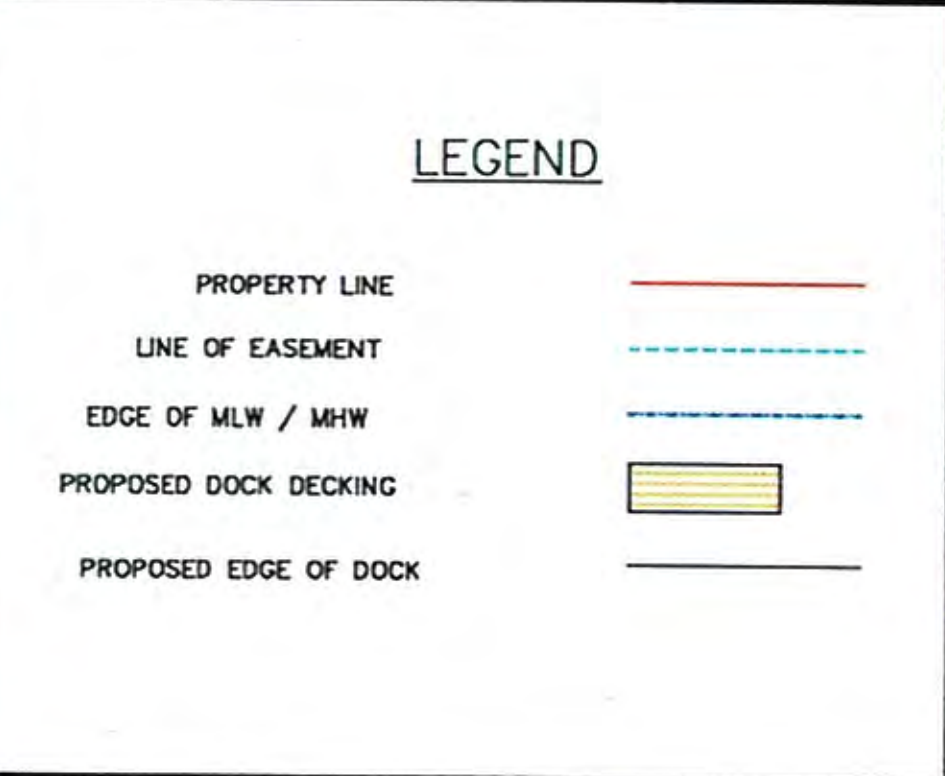 LEGEND
PROPERTY LINE
LINE OF EASEMENT
EDGE OF MLW / MHW
PROPOSED DOCK DECKING
PROPOSED EDGE OF DOCK